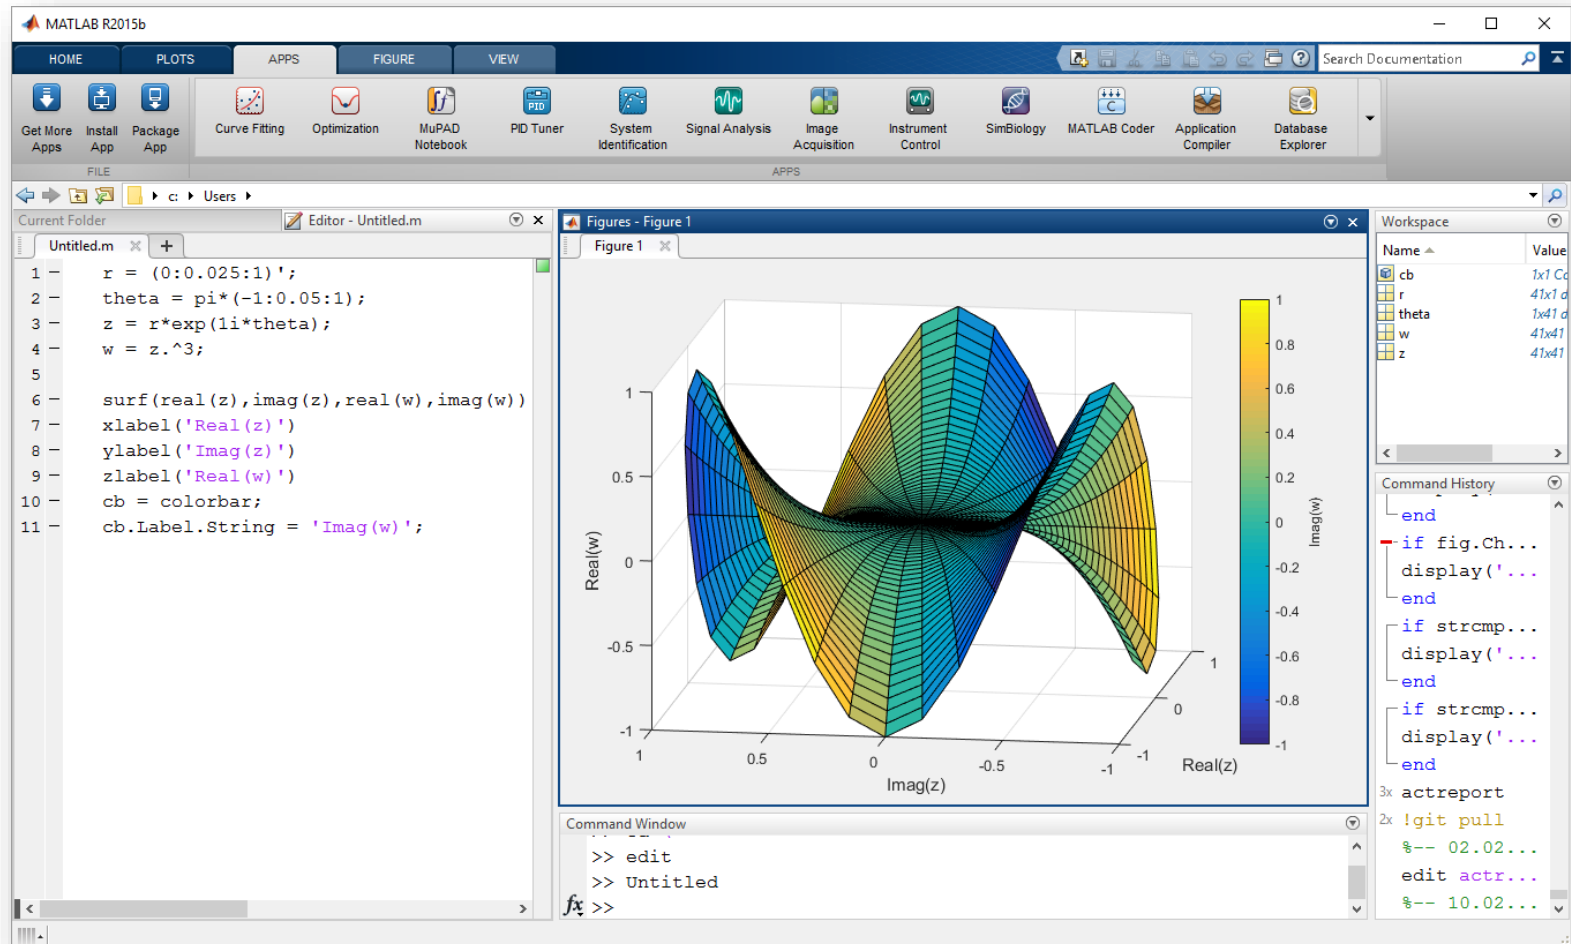 MATLAB R2015b
HOME PLOTS APPS FIGURE VIEW
Search Documentation
Get More Apps
Install App
Package App
Curve Fitting
Optimization
MuPAD Notebook
PID
PID Tuner
System Identification
Signal Analysis
Image Acquisition
Instrument Control
SimBiology
C
MATLAB Coder
Application Compiler
Database Explorer
FILE
APPS
c: Users
Current Folder
Editor - Untitled.m
Untitled.m
1 r = (0:0.025:1)';
2 theta = pi*(-1:0.05:1);
3 z = r*exp(1i*theta);
4 w = z.^3;
5
6 surf(real(z),imag(z),real(w),imag(w))
7 xlabel('Real(z)')
8 ylabel('Imag(z)')
9 zlabel('Real(w)')
10 cb = colorbar;
11 cb.Label.String = 'Imag(w)';
Figures - Figure 1
Figure 1
1
0.5
0
-0.5
-1
Real(w)
1
0.5
0
-0.5
-1
Imag(z)
-1
0
1
Real(z)
1
0.8
0.6
0.4
0.2
0
-0.2
-0.4
-0.6
-0.8
-1
Imag(w)
Command Window
>> edit
>> Untitled
fx >>
Workspace
Name Value
cb 1x1 Co
r 41x1 d
theta 1x41 d
w 41x41
z 41x41
Command History
end
if fig.Ch...
display('...
end
if strcmp...
display('...
end
if strcmp...
display('...
end
3x actreport
2x !git pull
%-- 02.02...
edit actr...
%-- 10.02...